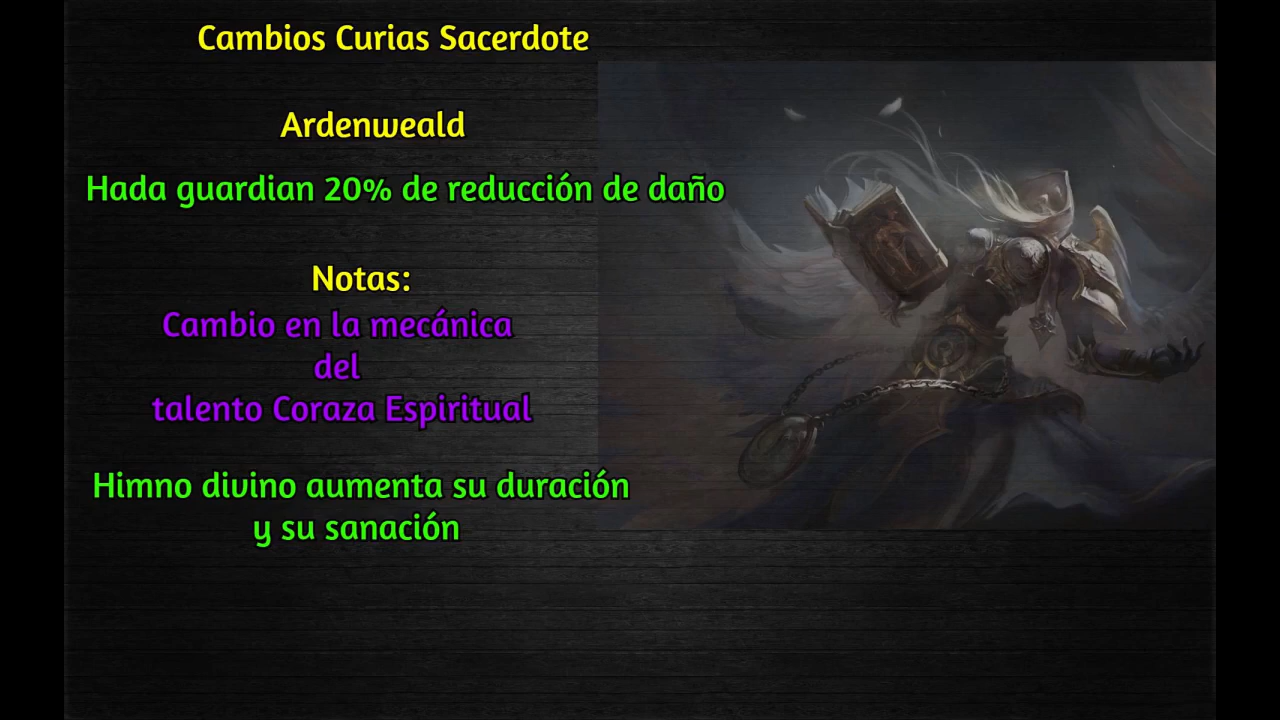 Cambios Curias Sacerdote
Ardenweald
Hada guardian 20% de reducción de daño
Notas:
Cambio en la mecánica
del
talento Coraza Espiritual
Himno divino aumenta su duración
y su sanación